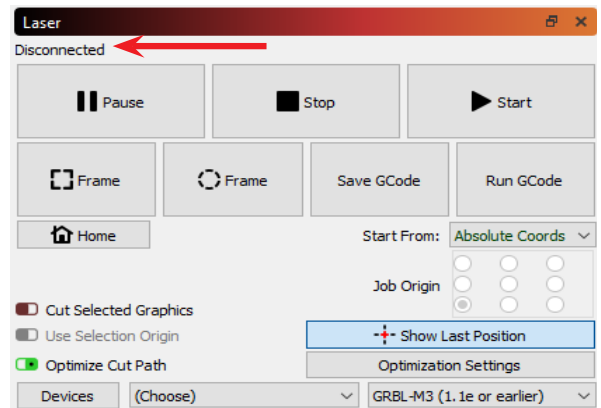 Laser
Disconnected
Pause Stop Start
Frame Frame Save GCode Run GCode
Home Start From: Absolute Coords
Job Origin
Cut Selected Graphics
Use Selection Origin Show Last Position
Optimize Cut Path Optimization Settings
Devices (Choose) GRBL-M3 (1.1e or earlier)